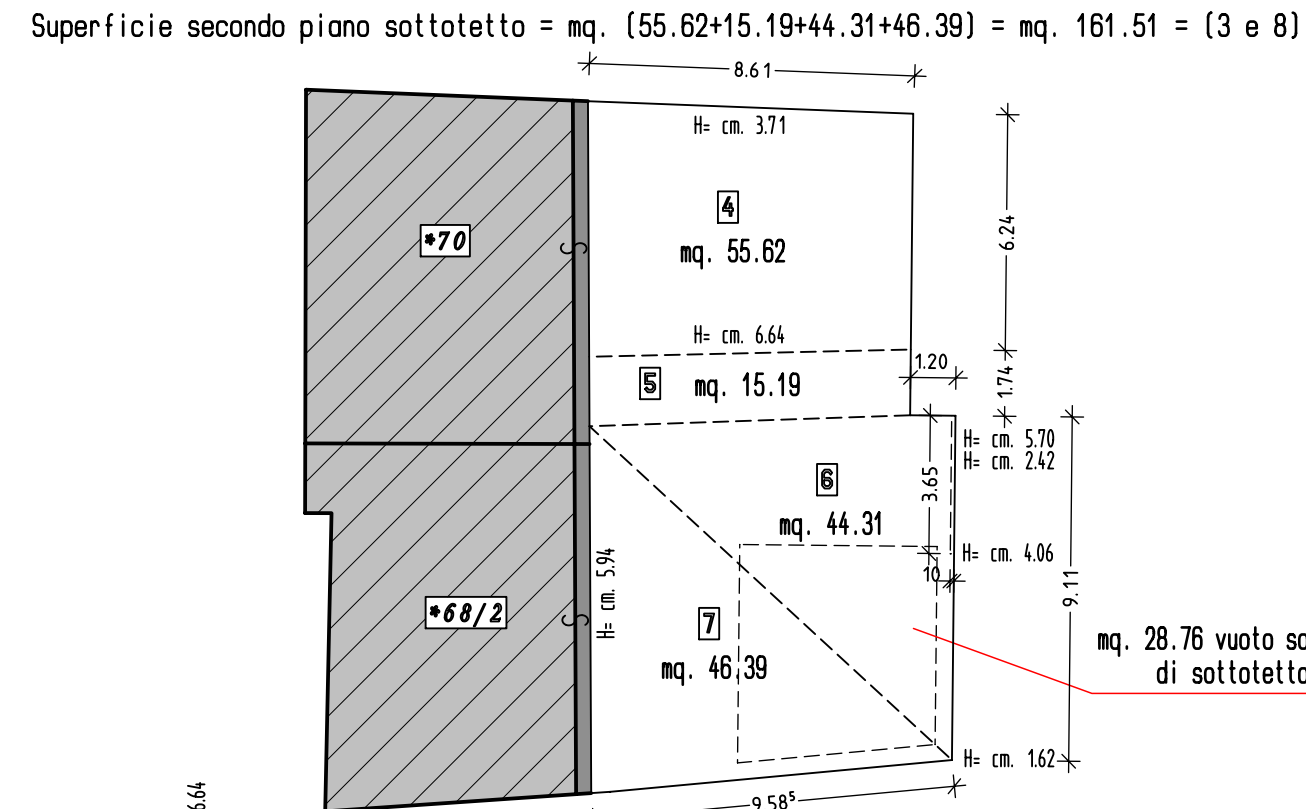 Superficie secondo piano sottotetto = mq. (55.62+15.19+44.31+46.39) = mq. 161.51 = (3 e 8)
8.61
H= cm. 3.71
4
mq. 55.62
*70
6.24
H= cm. 6.64
1.20
5 mq. 15.19
1.74
H= cm. 5.70
H= cm. 2.42
3.65
6
mq. 44.31
H= cm. 4.06
10
9.11
H= cm. 5.94
*68/2
7
mq. 46.39
mq. 28.76 vuoto
di sottotetto
H= cm. 1.62
6.64
9.58⁵